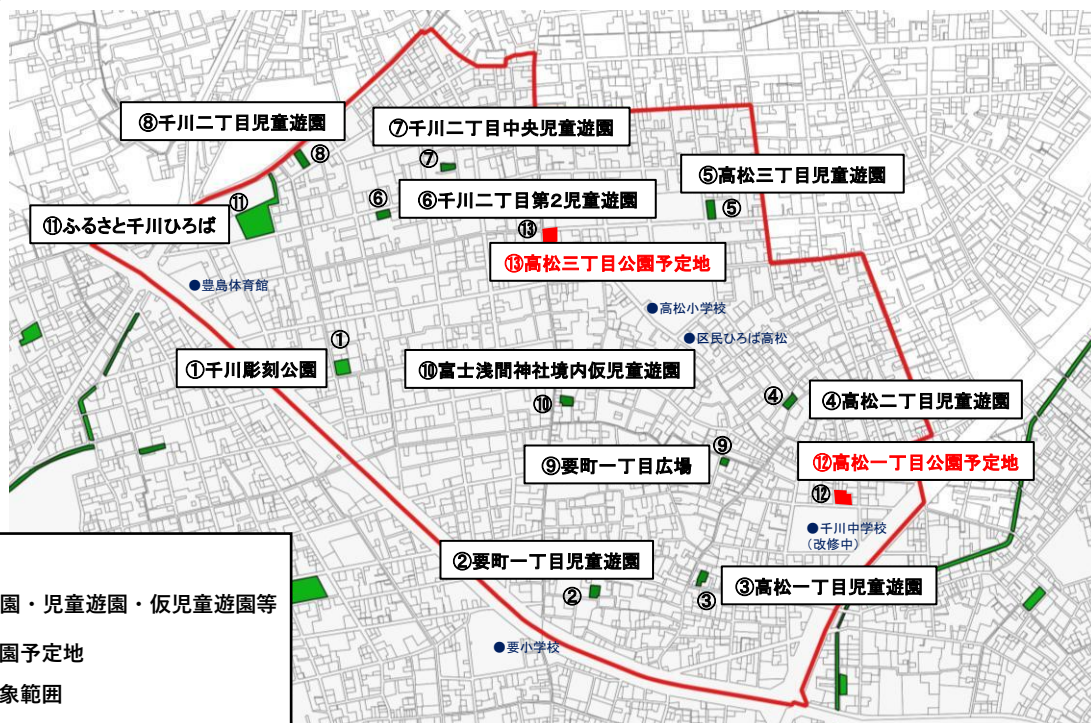 ⑧千川二丁目児童遊園
⑦千川二丁目中央児童遊園
⑧
⑦
⑤高松三丁目児童遊園
⑥千川二丁目第2児童遊園
⑪
⑥
⑤
⑪ふるさと千川ひろば
⑬
⑬高松三丁目公園予定地
●豊島体育館
●高松小学校
●区民ひろば高松
①
①千川彫刻公園
⑩富士浅間神社境内仮児童遊園
⑩
④
④高松二丁目児童遊園
⑨
⑨要町一丁目広場
⑫高松一丁目公園予定地
⑫
●千川中学校
(改修中)
②要町一丁目児童遊園
②
③
③高松一丁目児童遊園
園・児童遊園・仮児童遊園等
園予定地
象範囲
●要小学校